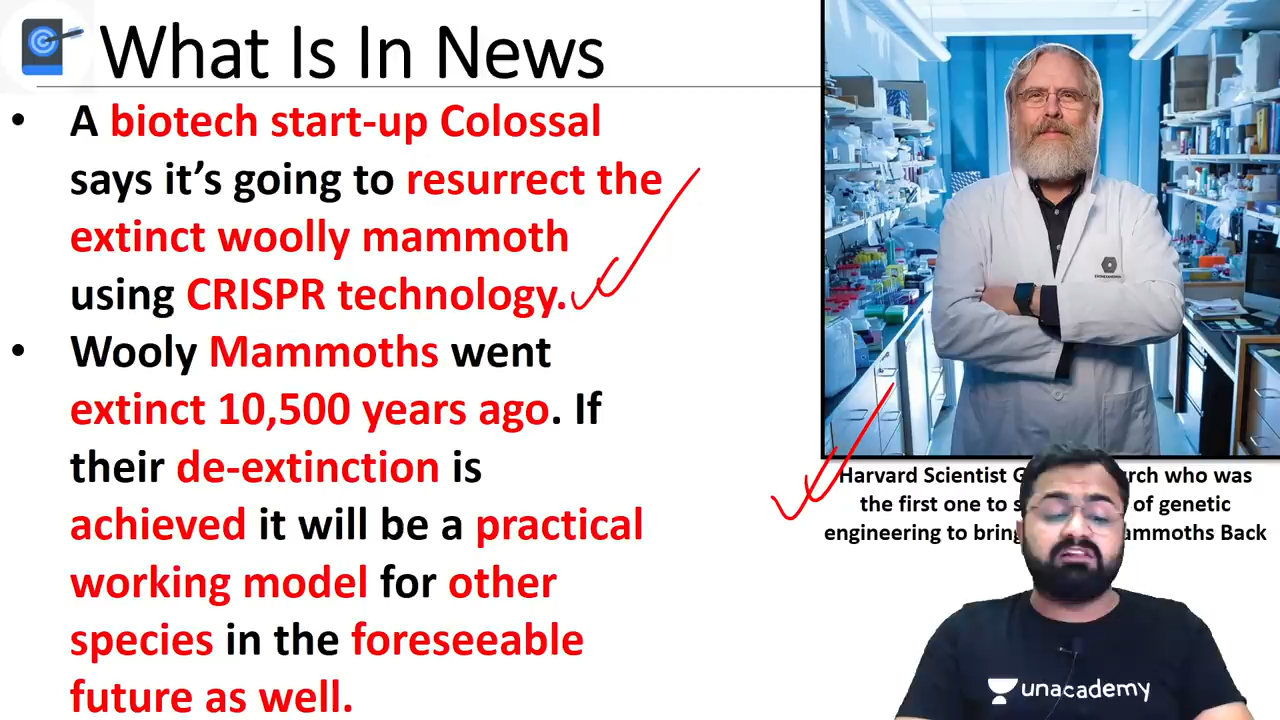 What Is In News
• A biotech start-up Colossal
says it’s going to resurrect the
extinct woolly mammoth
using CRISPR technology.
• Wooly Mammoths went
extinct 10,500 years ago. If
their de-extinction is
achieved it will be a practical
working model for other
species in the foreseeable
future as well.
Harvard Scientist who was
the first one to of genetic
engineering to bring Back
unacademy